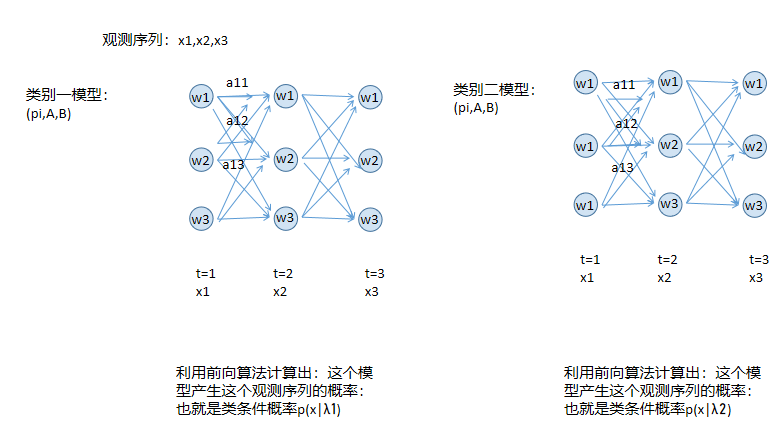 观测序列：x1,x2,x3
类别一模型：
(pi,A,B)
w1
w2
w3
w1
w2
w3
w1
w2
w3
a11
a12
a13
t=1
x1
t=2
x2
t=3
x3
利用前向算法计算出：这个模
型产生这个观测序列的概率：
也就是类条件概率p(x|λ1)
类别二模型：
(pi,A,B)
w1
w1
w1
w1
w2
w3
w1
w2
w3
a11
a12
a13
t=1
x1
t=2
x2
t=3
x3
利用前向算法计算出：这个模
型产生这个观测序列的概率：
也就是类条件概率p(x|λ2)